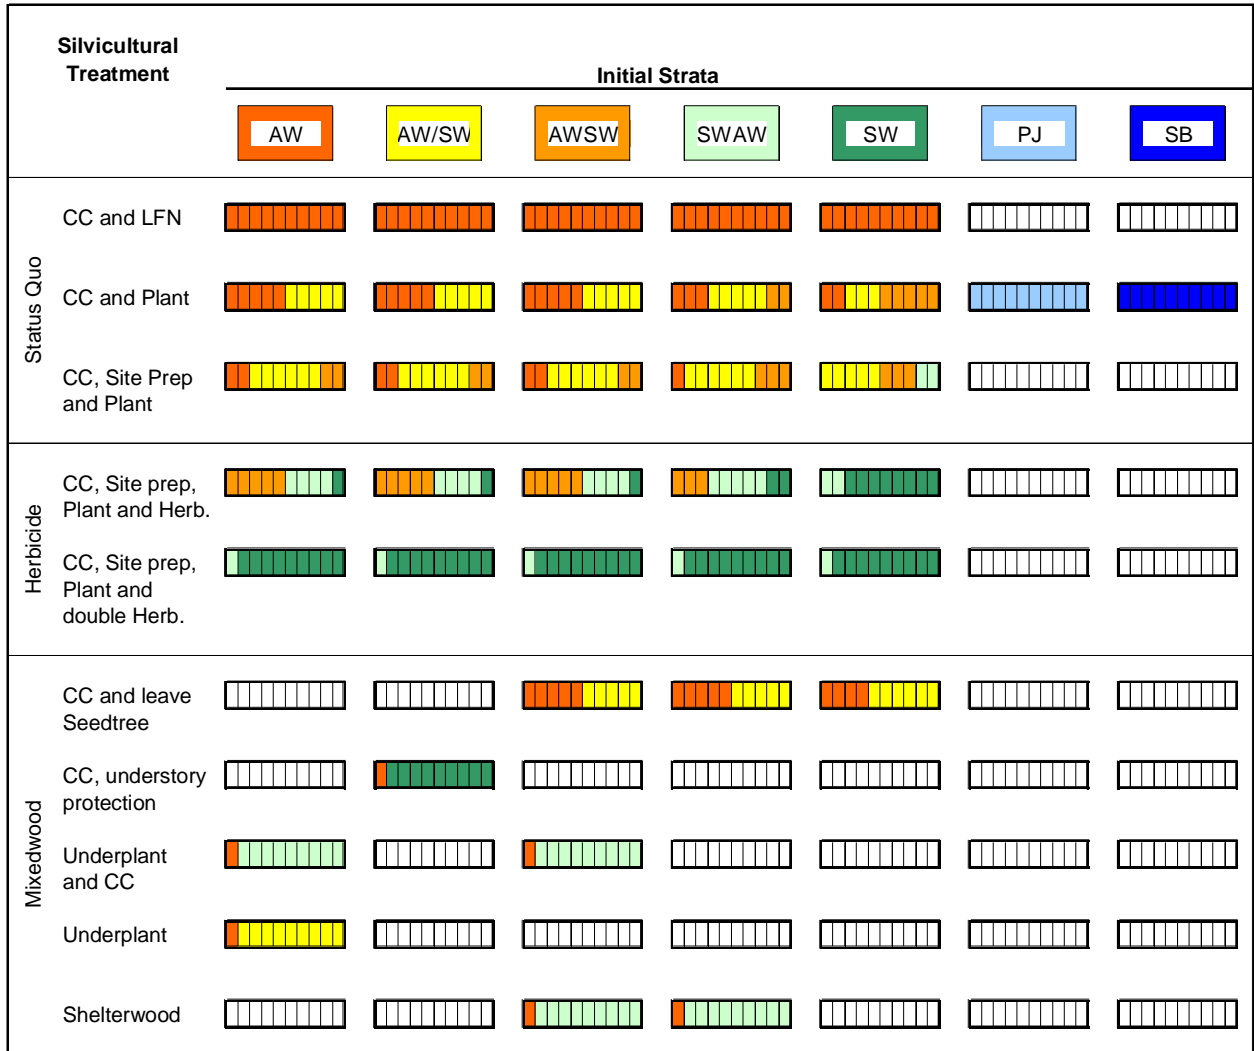 Silvicultural
Treatment
Initial Strata
AW
AW/SW
AWSW
SWAW
SW
PJ
SB
Status Quo
CC and LFN
CC and Plant
CC, Site Prep
and Plant
Herbicide
CC, Site prep,
Plant and Herb.
CC, Site prep,
Plant and
double Herb.
Mixedwood
CC and leave
Seedtree
CC, understory
protection
Underplant
and CC
Underplant
Shelterwood